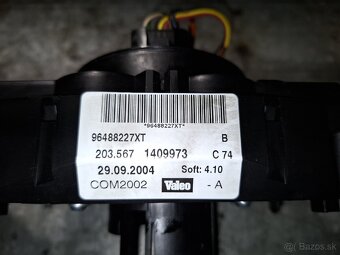 *96488227XT*
96488227XT B
203.567 1409973 C 74
29.09.2004 Soft: 4.10
COM2002 Valeo - A
Bazos.sk